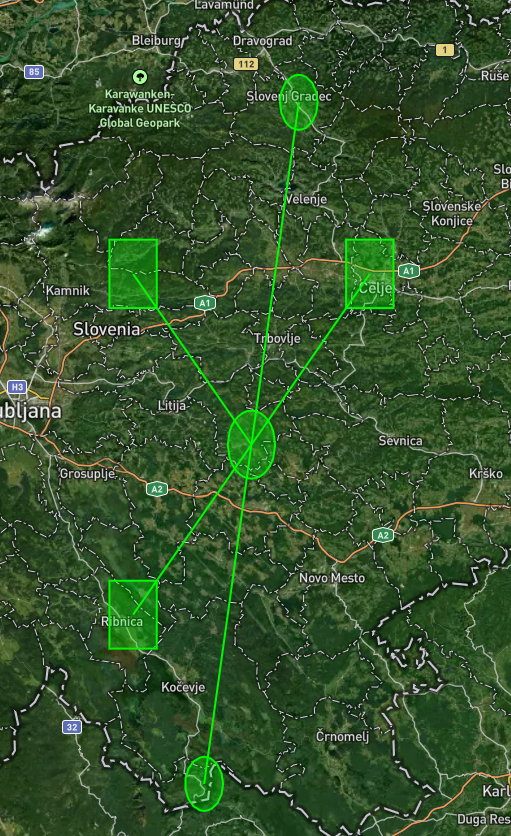 Lavamünd
Bleiburg
Dravograd
1
112
85
Ruše
Karawanken-
Karavanke UNESCO
Global Geopark
Slovenj Gradec
Velenje
Slovenske
Konjice
A1
Kamnik
Celje
A1
Slovenia
Trbovlje
H3
Litija
ubljana
Sevnica
Grosuplje
Krško
A2
A2
Novo Mesto
Ribnica
Kočevje
32
Črnomelj
Karl
Duga Res